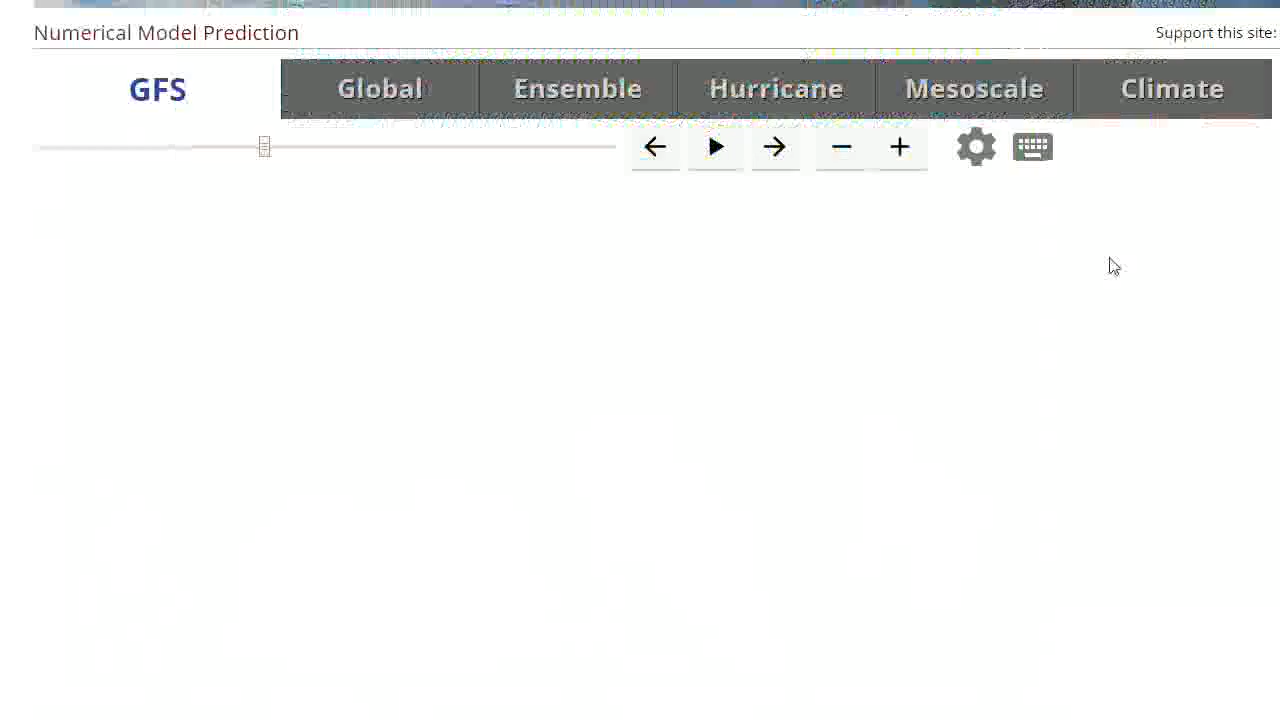 Numerical Model Prediction
Support this site:
GFS
Global
Ensemble
Hurricane
Mesoscale
Climate